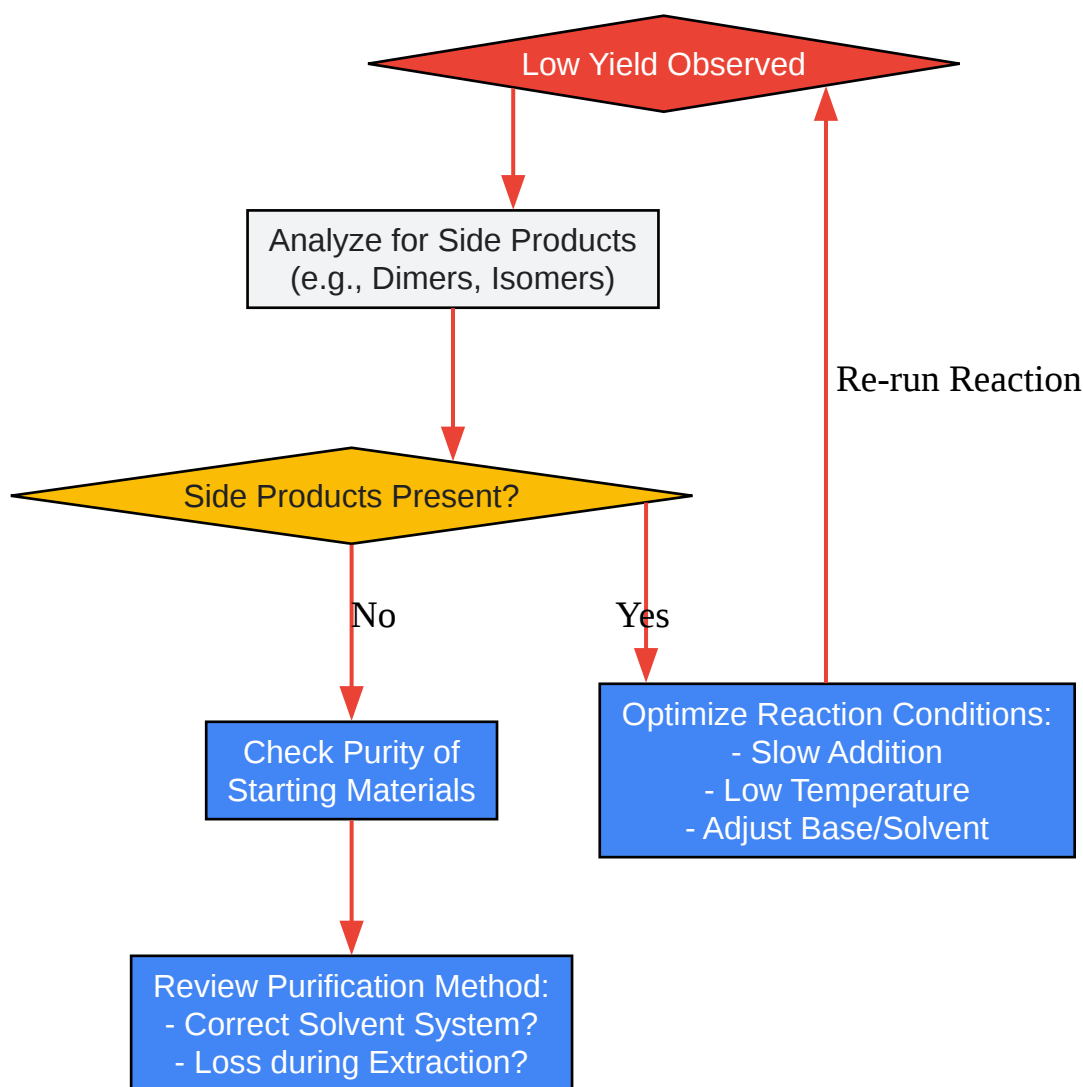 Low Yield Observed
Analyze for Side Products
(e.g., Dimers, Isomers)
Re-run Reaction
Side Products Present?
No
Yes
Optimize Reaction Conditions:
- Slow Addition
- Low Temperature
- Adjust Base/Solvent
Check Purity of
Starting Materials
Review Purification Method:
- Correct Solvent System?
- Loss during Extraction?